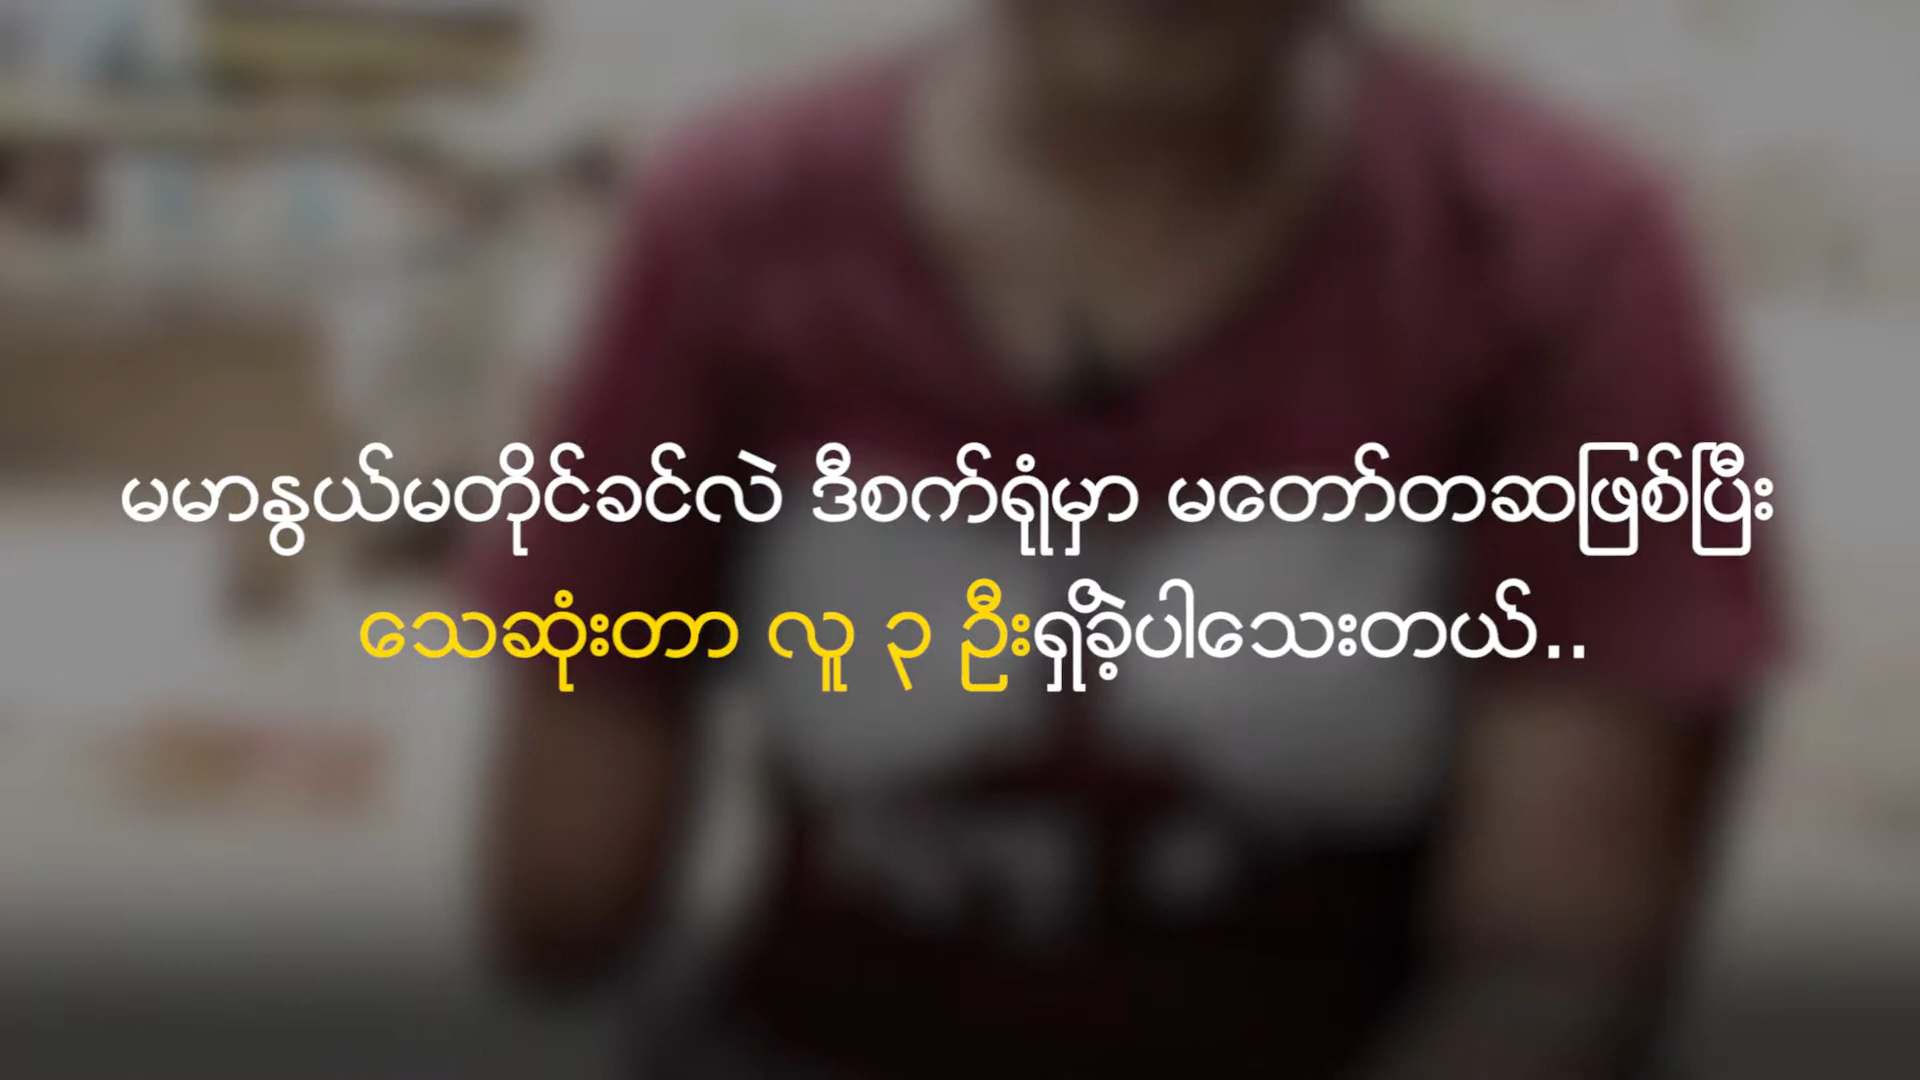 မမာနွယ်မတိုင်ခင်လဲ ဒီစက်ရုံမှာ မတော်တဆဖြစ်ပြီး
သေဆုံးတာ လူ ၃ ဦးရှိခဲ့ပါသေးတယ်..